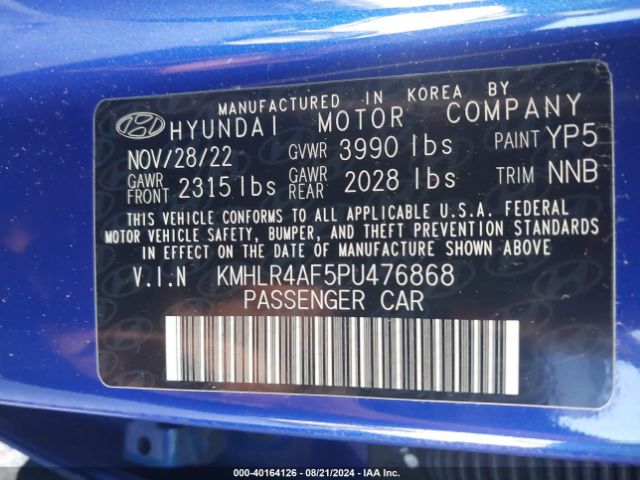 MANUFACTURED IN KOREA BY
HYUNDAI MOTOR COMPANY
NOV/28/22 GVWR 3990 lbs PAINT YP5
GAWR FRONT 2315 lbs GAWR REAR 2028 lbs TRIM NNB
THIS VEHICLE CONFORMS TO ALL APPLICABLE U.S.A. FEDERAL
MOTOR VEHICLE SAFETY, BUMPER, AND THEFT PREVENTION STANDARDS
IN EFFECT ON THE DATE OF MANUFACTURE SHOWN ABOVE
V.I.N KMHLR4AF5PU476868
PASSENGER CAR
000-40164126 - 08/21/2024 - IAA Inc.